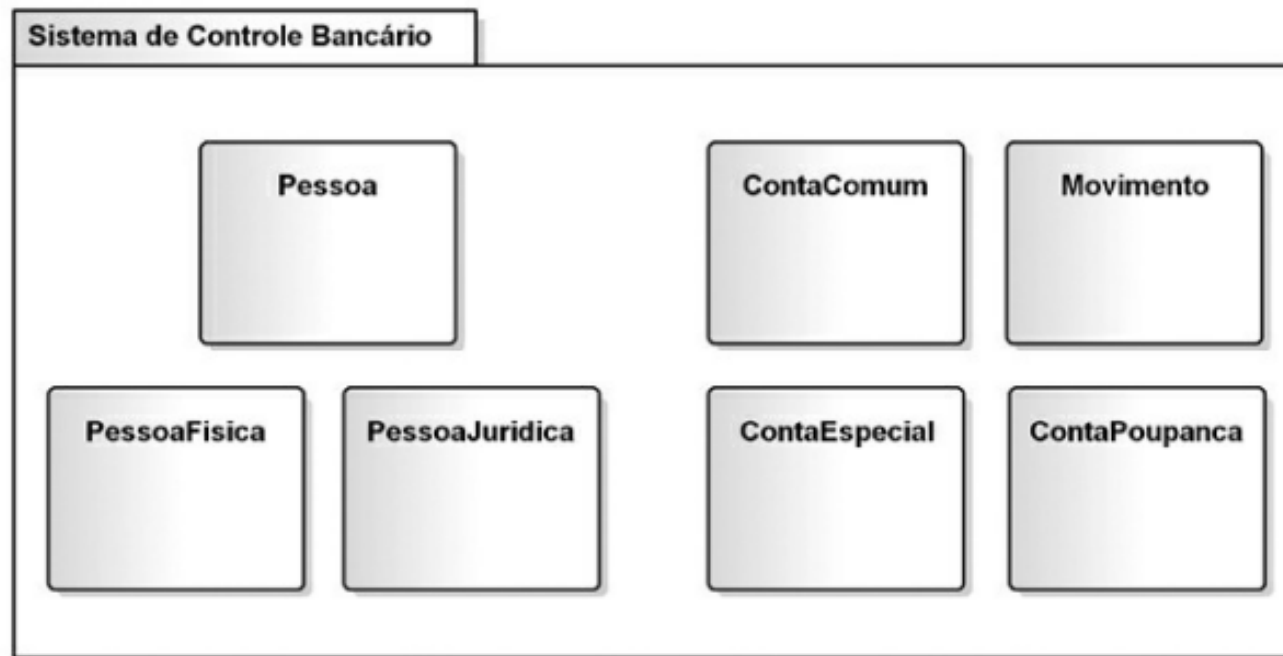 Sistema de Controle Bancário
Pessoa
ContaComum
Movimento
PessoaFisica
PessoaJuridica
ContaEspecial
ContaPoupanca